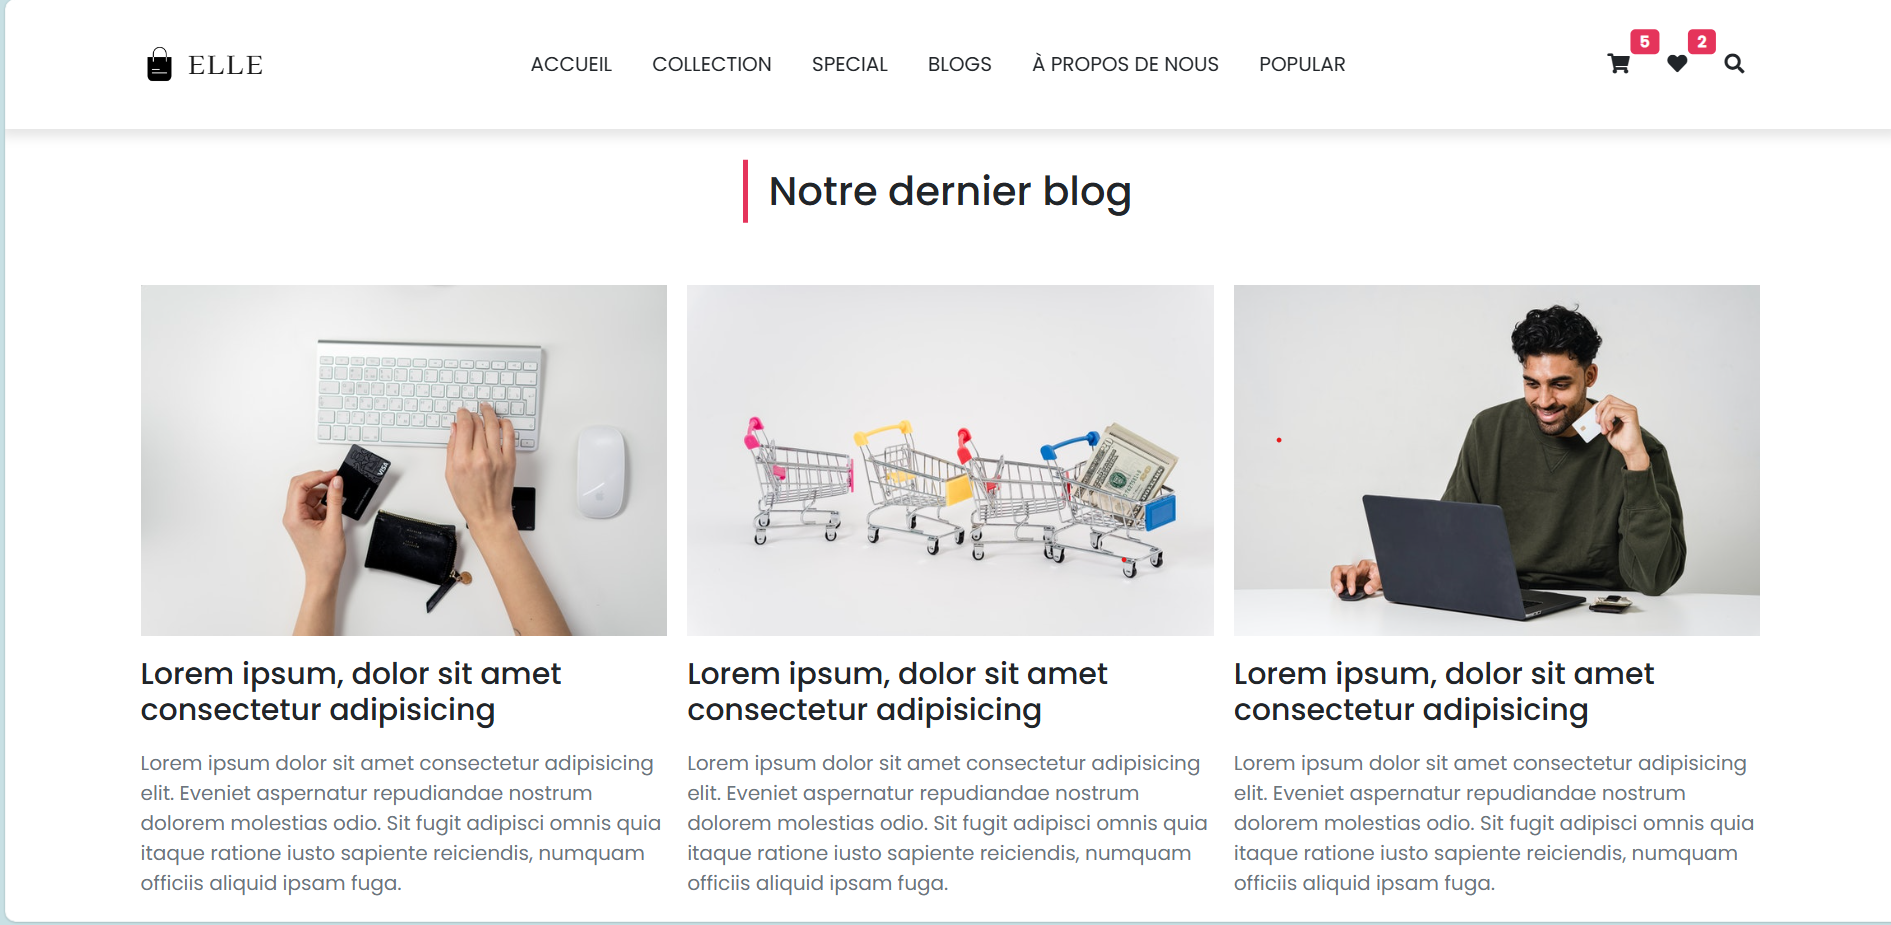 ELLE
ACCUEIL COLLECTION SPECIAL BLOGS À PROPOS DE NOUS POPULAR
5 2
Notre dernier blog
VISA
Lorem ipsum, dolor sit amet
consectetur adipisicing
Lorem ipsum dolor sit amet consectetur adipisicing
elit. Eveniet aspernatur repudiandae nostrum
dolorem molestias odio. Sit fugit adipisci omnis quia
itaque ratione iusto sapiente reiciendis, numquam
officiis aliquid ipsam fuga.
Lorem ipsum, dolor sit amet
consectetur adipisicing
Lorem ipsum dolor sit amet consectetur adipisicing
elit. Eveniet aspernatur repudiandae nostrum
dolorem molestias odio. Sit fugit adipisci omnis quia
itaque ratione iusto sapiente reiciendis, numquam
officiis aliquid ipsam fuga.
Lorem ipsum, dolor sit amet
consectetur adipisicing
Lorem ipsum dolor sit amet consectetur adipisicing
elit. Eveniet aspernatur repudiandae nostrum
dolorem molestias odio. Sit fugit adipisci omnis quia
itaque ratione iusto sapiente reiciendis, numquam
officiis aliquid ipsam fuga.